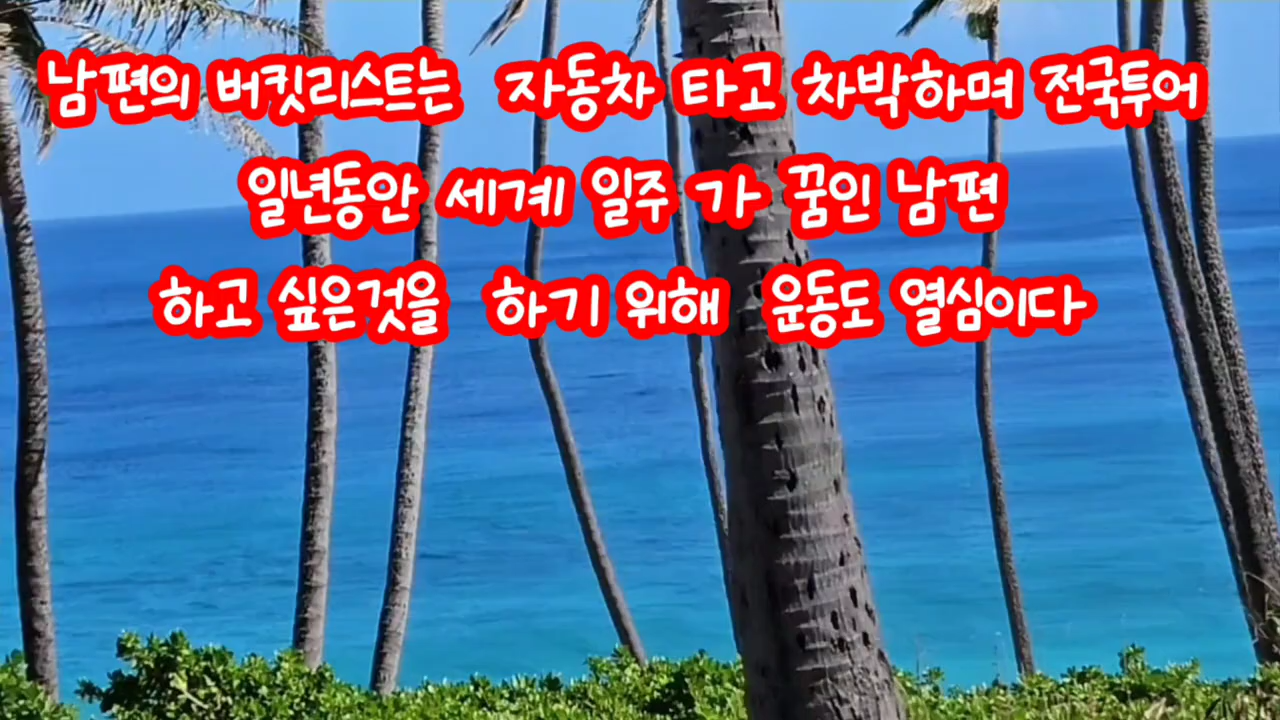 남편의 버킷리스트는 자동차 타고 차박하며 전국투어
일년동안 세계 일주 가 꿈인 남편
하고 싶은것을 하기 위해 운동도 열심이다